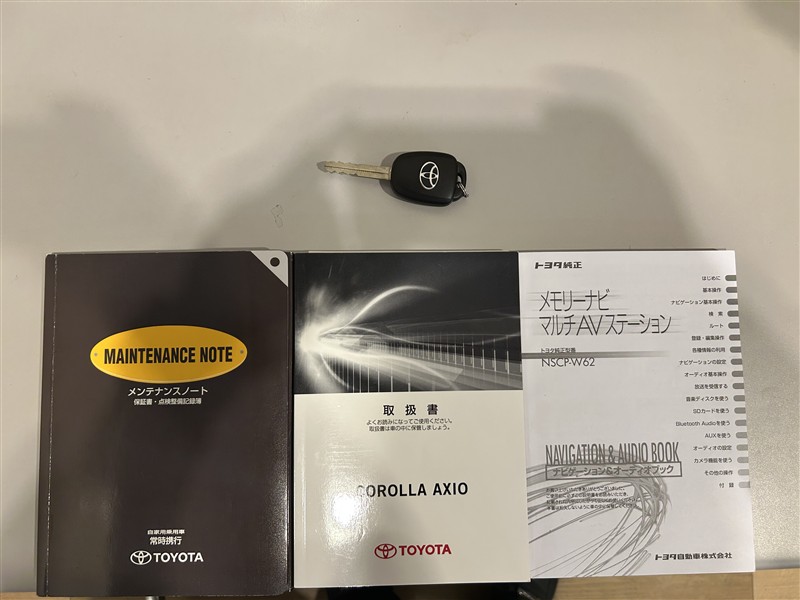 MAINTENANCE NOTE
メンテナンスノート
保証書・点検整備記録簿
自家用乗用車
常時携行
TOYOTA
取扱書
よくお読みになってご使用ください。
取扱書は車の中に保管しましょう。
COROLLA AXIO
TOYOTA
トヨタ純正
メモリーナビ
マルチAVステーション
トヨタ純正型番
NSCP-W62
はじめに
基本操作
ナビゲーション基本操作
検 索
ルート
登録・編集操作
各種情報の利用
ナビゲーションの設定
オーディオ基本操作
放送を受信する
音楽ディスクを使う
SDカードを使う
Bluetooth Audioを使う
AUXを使う
オーディオの設定
カメラ機能を使う
その他の操作
付 録
NAVIGATION & AUDIO BOOK
ナビゲーション&オーディオブック
トヨタ自動車株式会社